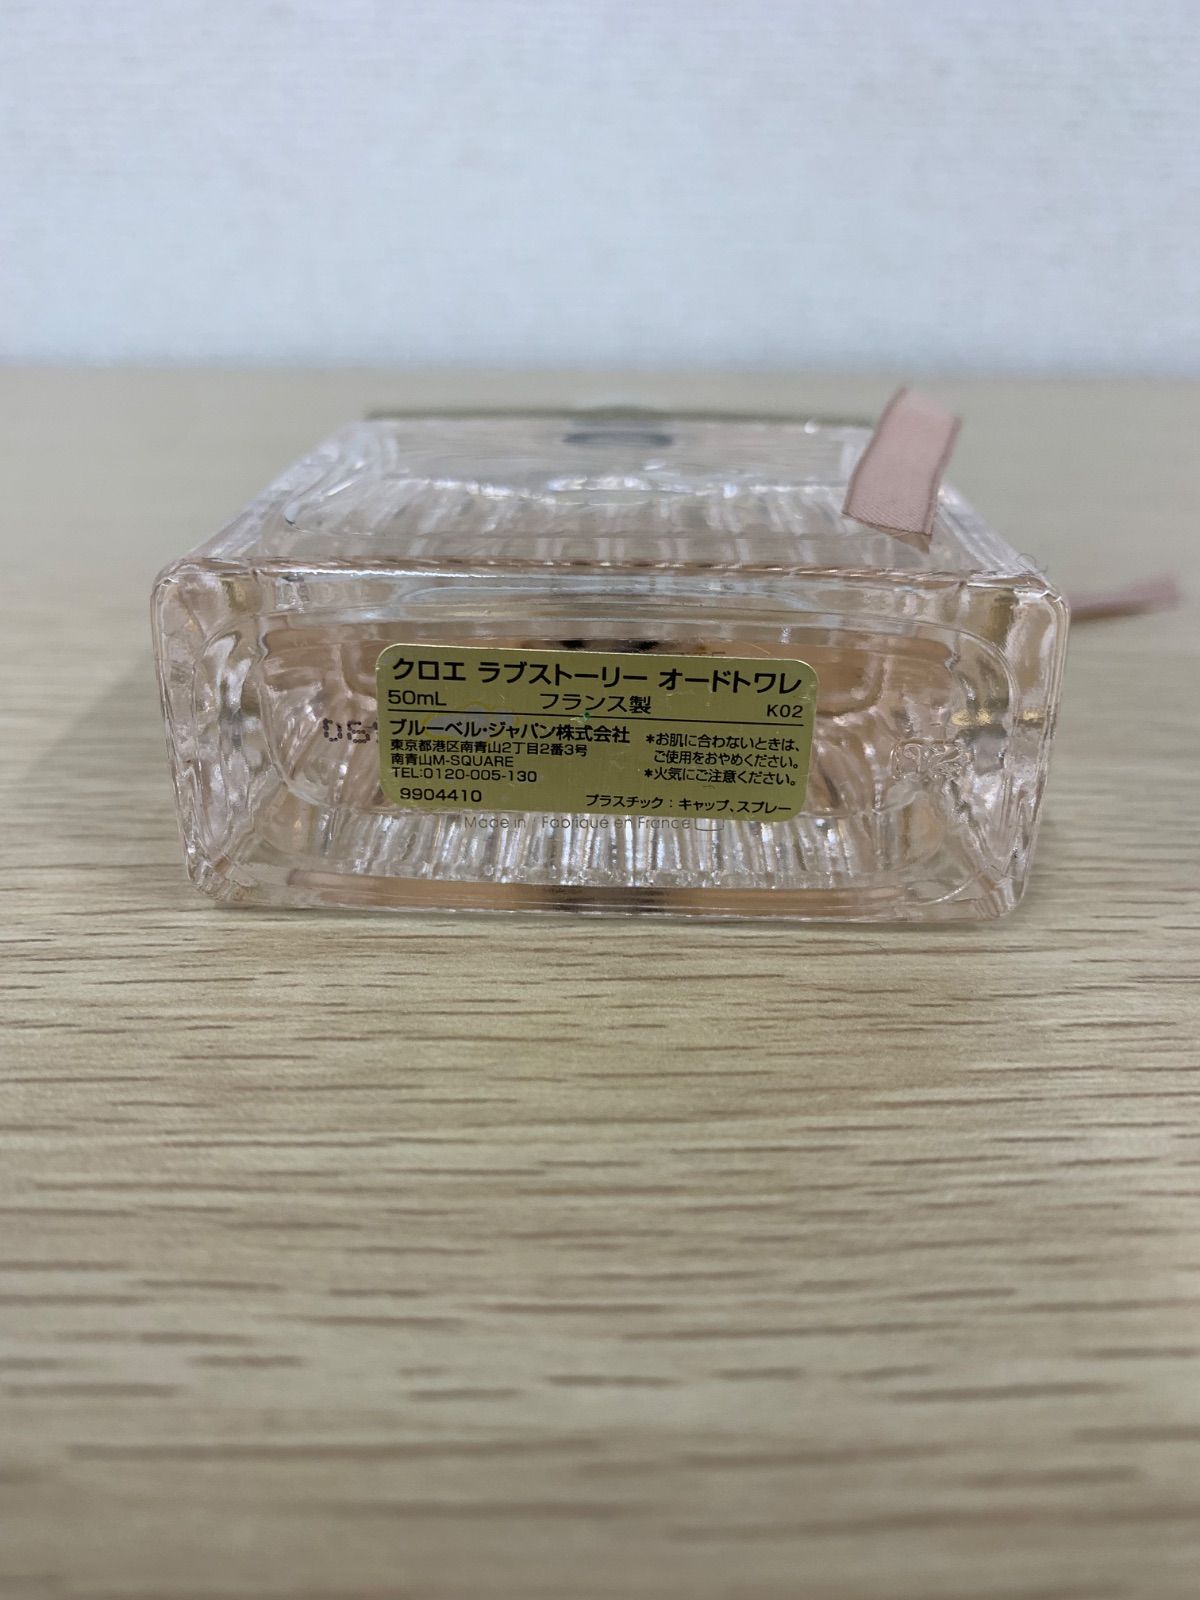 クロエ ラブストーリー オードトワレ
50mL フランス製 K02
ブルーベル・ジャパン株式会社
東京都港区南青山2丁目2番3号
南青山M-SQUARE
TEL:0120-005-130
9904410
*お肌に合わないときは、
ご使用をおやめください。
*火気にご注意ください。
プラスチック：キャップ、スプレー
Made in / Fabriqué en France